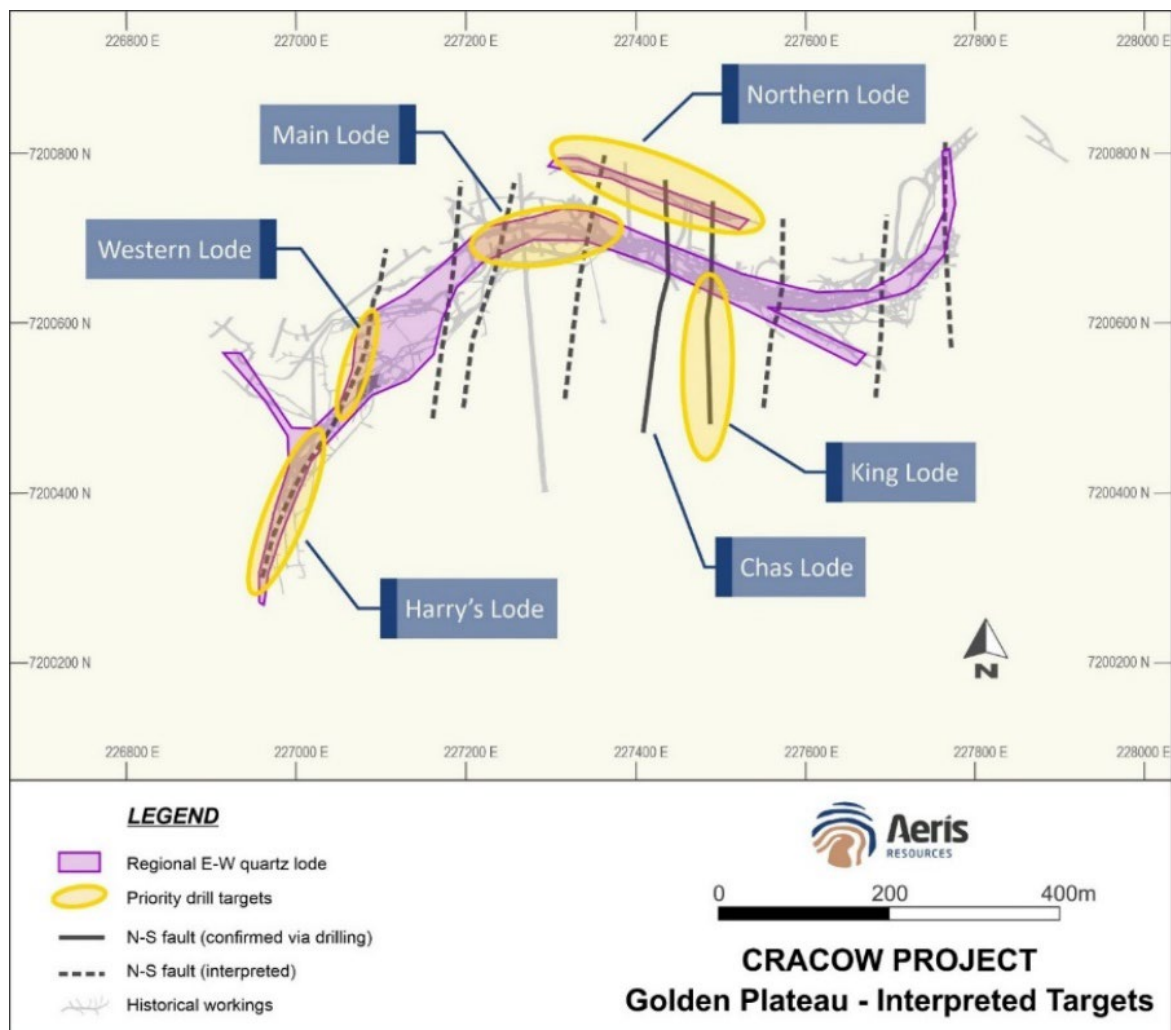 226800 E
227000 E
227200 E
227400 E
227600 E
227800 E
228000 E
Northern Lode
Main Lode
7200800 N
7200800 N
Western Lode
7200600 N
7200600 N
King Lode
7200400 N
7200400 N
Chas Lode
Harry's Lode
N
7200200 N
7200200 N
226800 E
227000 E
227200 E
227400 E
227600 E
227800 E
228000 E
LEGEND
Regional E-W quartz lode
Priority drill targets
N-S fault (confirmed via drilling)
N-S fault (interpreted)
Historical workings
Aeris
RESOURCES
0 200 400m
CRACOW PROJECT
Golden Plateau - Interpreted Targets